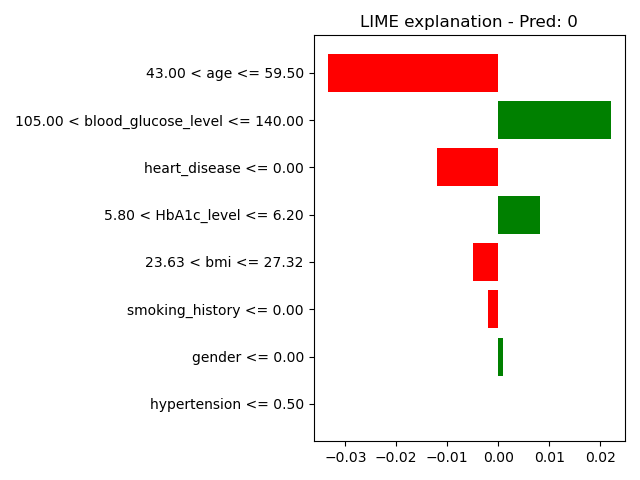 LIME explanation - Pred: 0
43.00 < age <= 59.50
105.00 < blood_glucose_level <= 140.00
heart_disease <= 0.00
5.80 < HbA1c_level <= 6.20
23.63 < bmi <= 27.32
smoking_history <= 0.00
gender <= 0.00
hypertension <= 0.50
−0.03 −0.02 −0.01 0.00 0.01 0.02